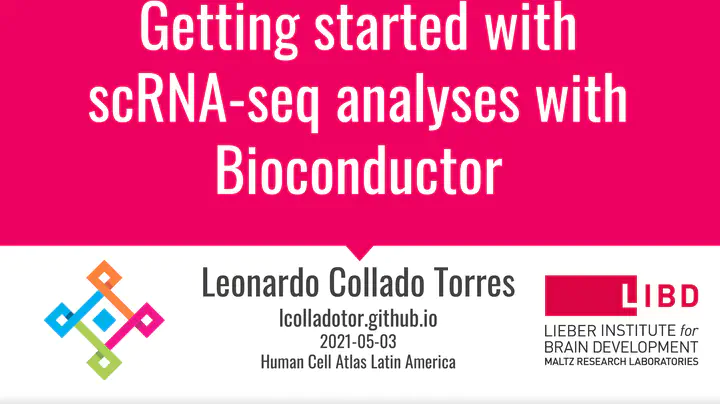 Getting started with
scRNA-seq analyses with
Bioconductor
Leonardo Collado Torres
lcolladotor.github.io
2021-05-03
Human Cell Atlas Latin America
LIBD
LIEBER INSTITUTE for
BRAIN DEVELOPMENT
MALTZ RESEARCH LABORATORIES